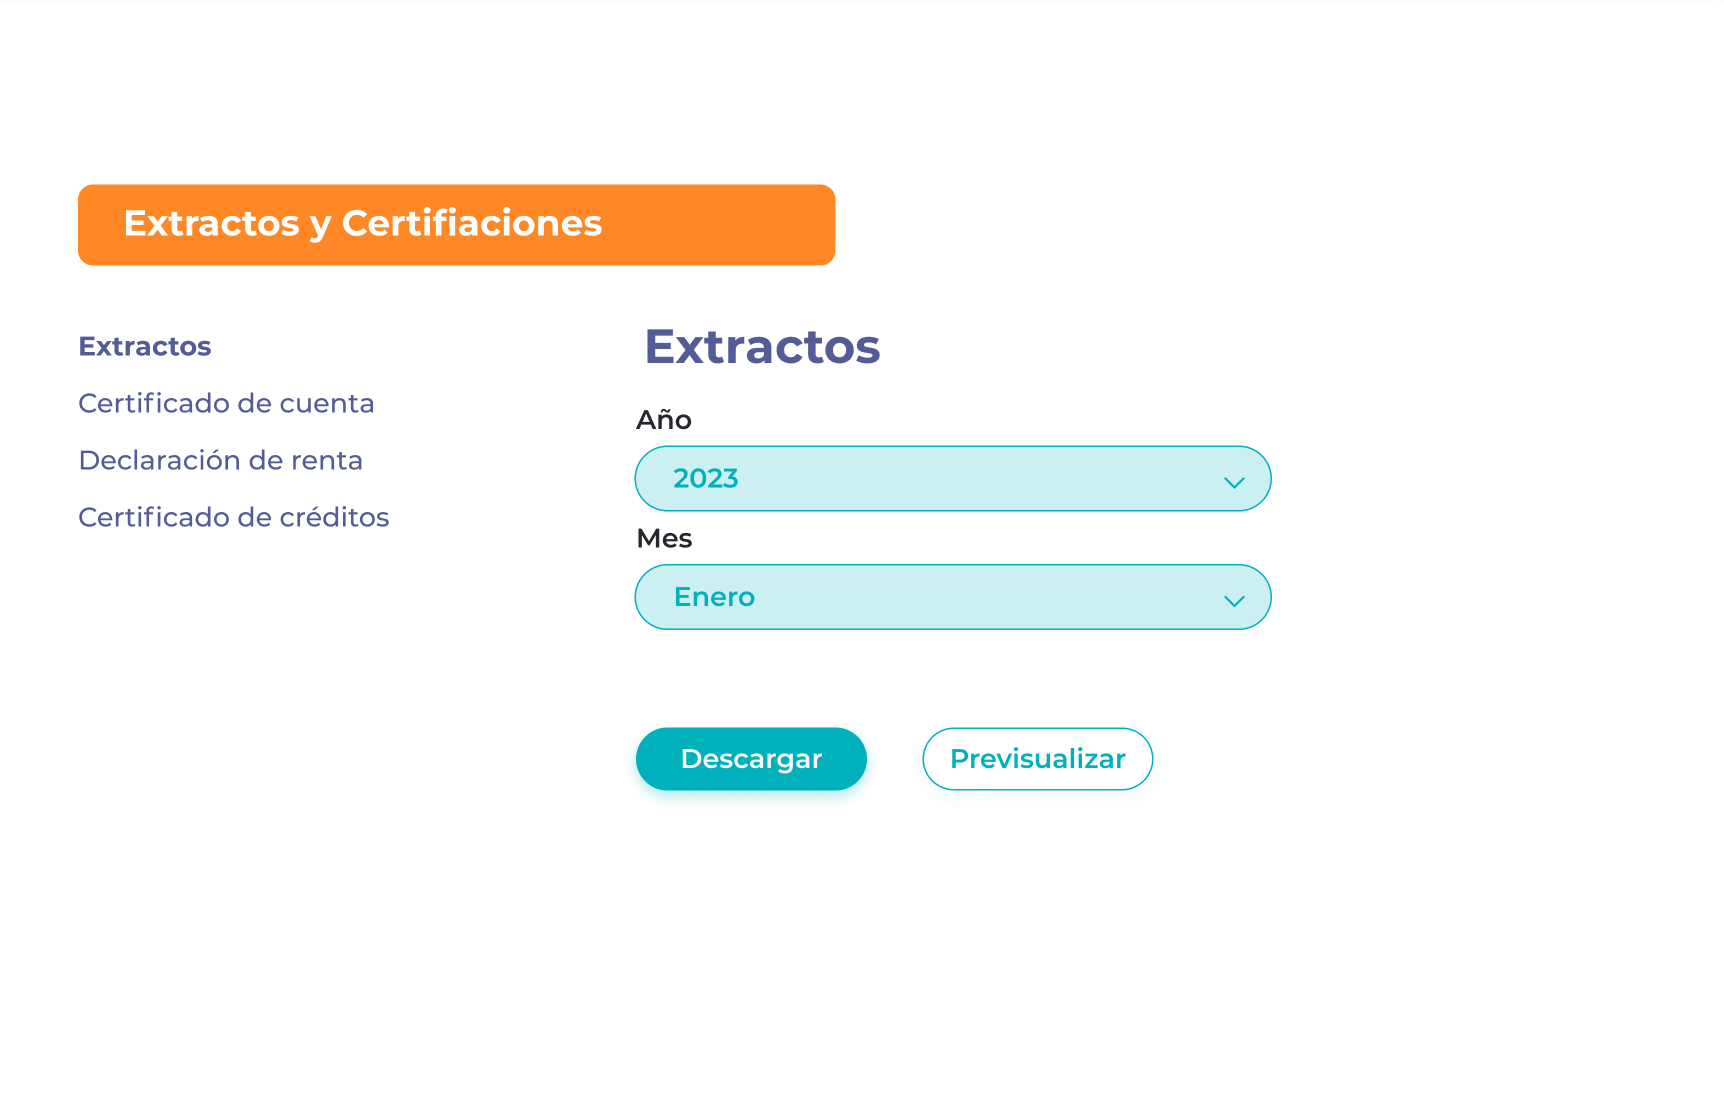 Extractos y Certifiaciones
Extractos
Certificado de cuenta
Declaración de renta
Certificado de créditos
Extractos
Año
2023
Mes
Enero
Descargar
Previsualizar